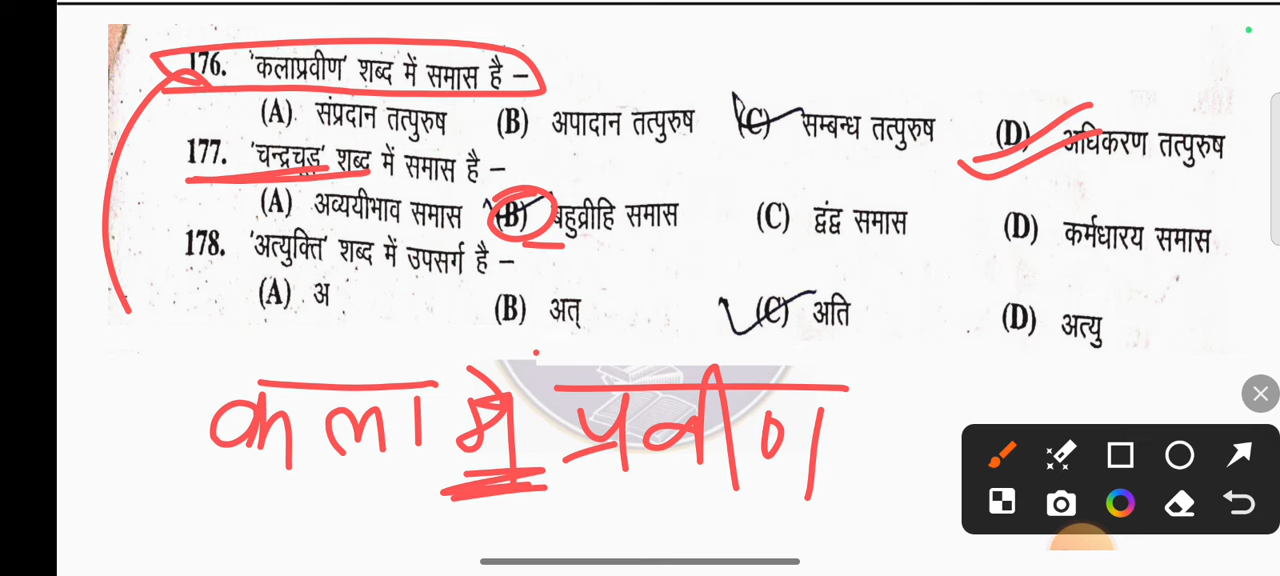 176. 'कलाप्रवीण' शब्द में समास है –
(A) संप्रदान तत्पुरुष (B) अपादान तत्पुरुष (C) सम्बन्ध तत्पुरुष (D) अधिकरण तत्पुरुष
177. 'चन्द्रचूड़' शब्द में समास है –
(A) अव्ययीभाव समास (B) बहुव्रीहि समास (C) द्वंद्व समास (D) कर्मधारय समास
178. 'अत्युक्ति' शब्द में उपसर्ग है –
(A) अ (B) अत् (C) अति (D) अत्यु
कला में प्रवीण